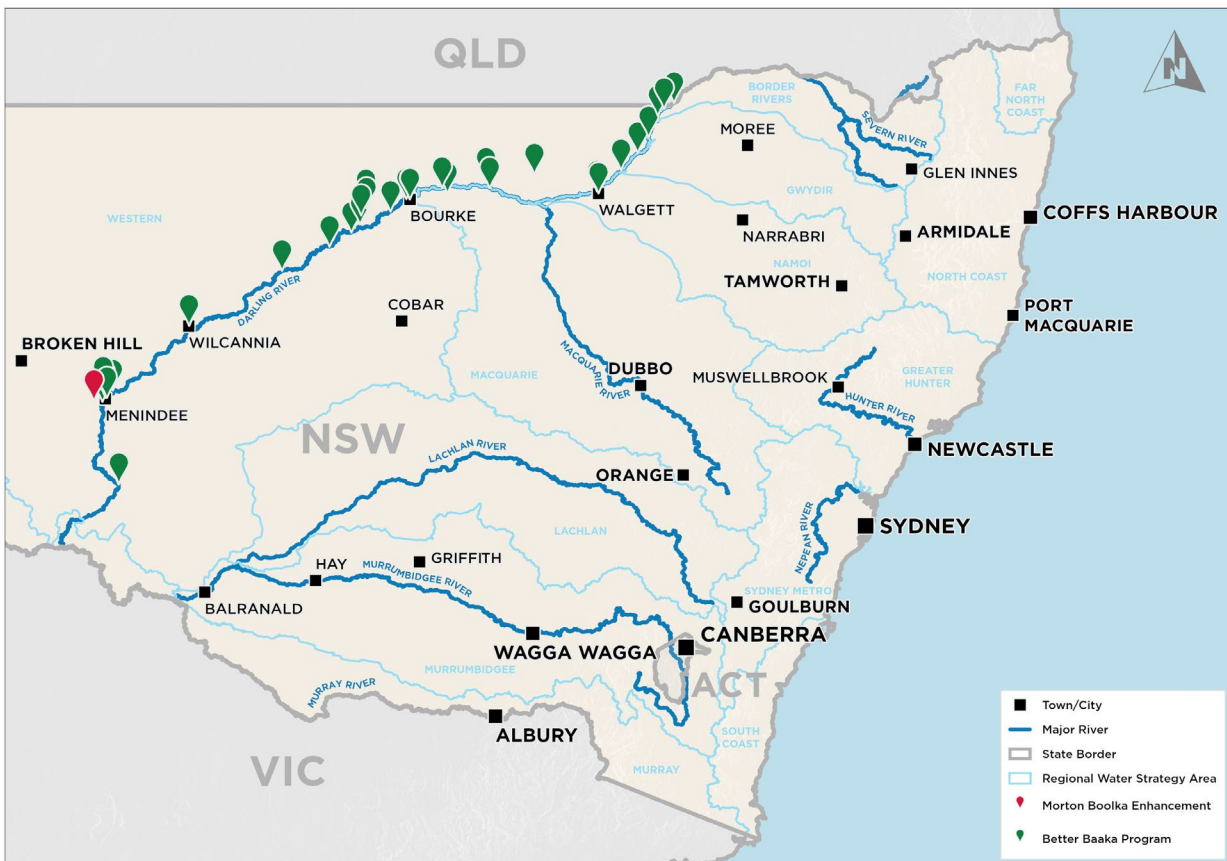 QLD
N
BORDER
RIVERS
FAR
NORTH
COAST
SEVERN RIVER
MOREE
GLEN INNES
GWYDIR
WESTERN
BOURKE
WALGETT
NARRABRI
ARMIDALE
COFFS HARBOUR
NAMOI
NORTH COAST
TAMWORTH
DARLING RIVER
COBAR
WILCANNIA
PORT
MACQUARIE
BROKEN HILL
MACQUARIE RIVER
DUBBO
MACQUARIE
MUSWELLBROOK
GREATER
HUNTER
HUNTER RIVER
MENINDEE
NSW
LACHLAN RIVER
NEWCASTLE
ORANGE
SYDNEY
NEPEAN RIVER
LACHLAN
HAY
GRIFFITH
MURRUMBIDGEE RIVER
BALRANALD
SYDNEY METRO
GOULBURN
CANBERRA
WAGGA WAGGA
MURRUMBIDGEE
ACT
MURRAY RIVER
ALBURY
SOUTH
COAST
MURRAY
VIC
Town/City
Major River
State Border
Regional Water Strategy Area
Morton Boolka Enhancement
Better Baaka Program